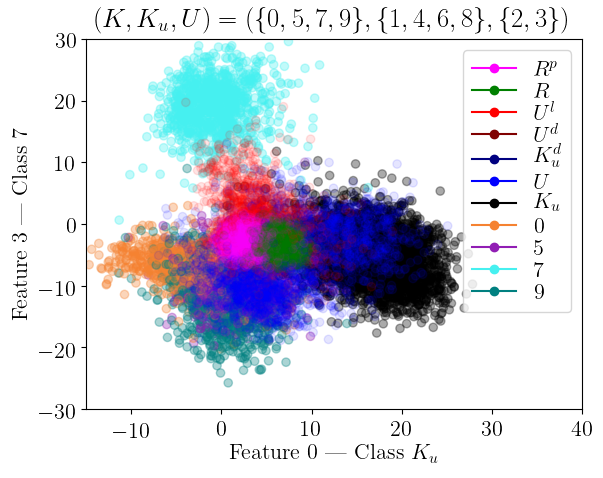 (K, K_u, U) = ({0, 5, 7, 9}, {1, 4, 6, 8}, {2, 3})
30
20
10
0
−10
−20
−30
Feature 3 — Class 7
R^p
R
U^l
U^d
K_u^d
U
K_u
0
5
7
9
−10
0
10
20
30
40
Feature 0 — Class K_u